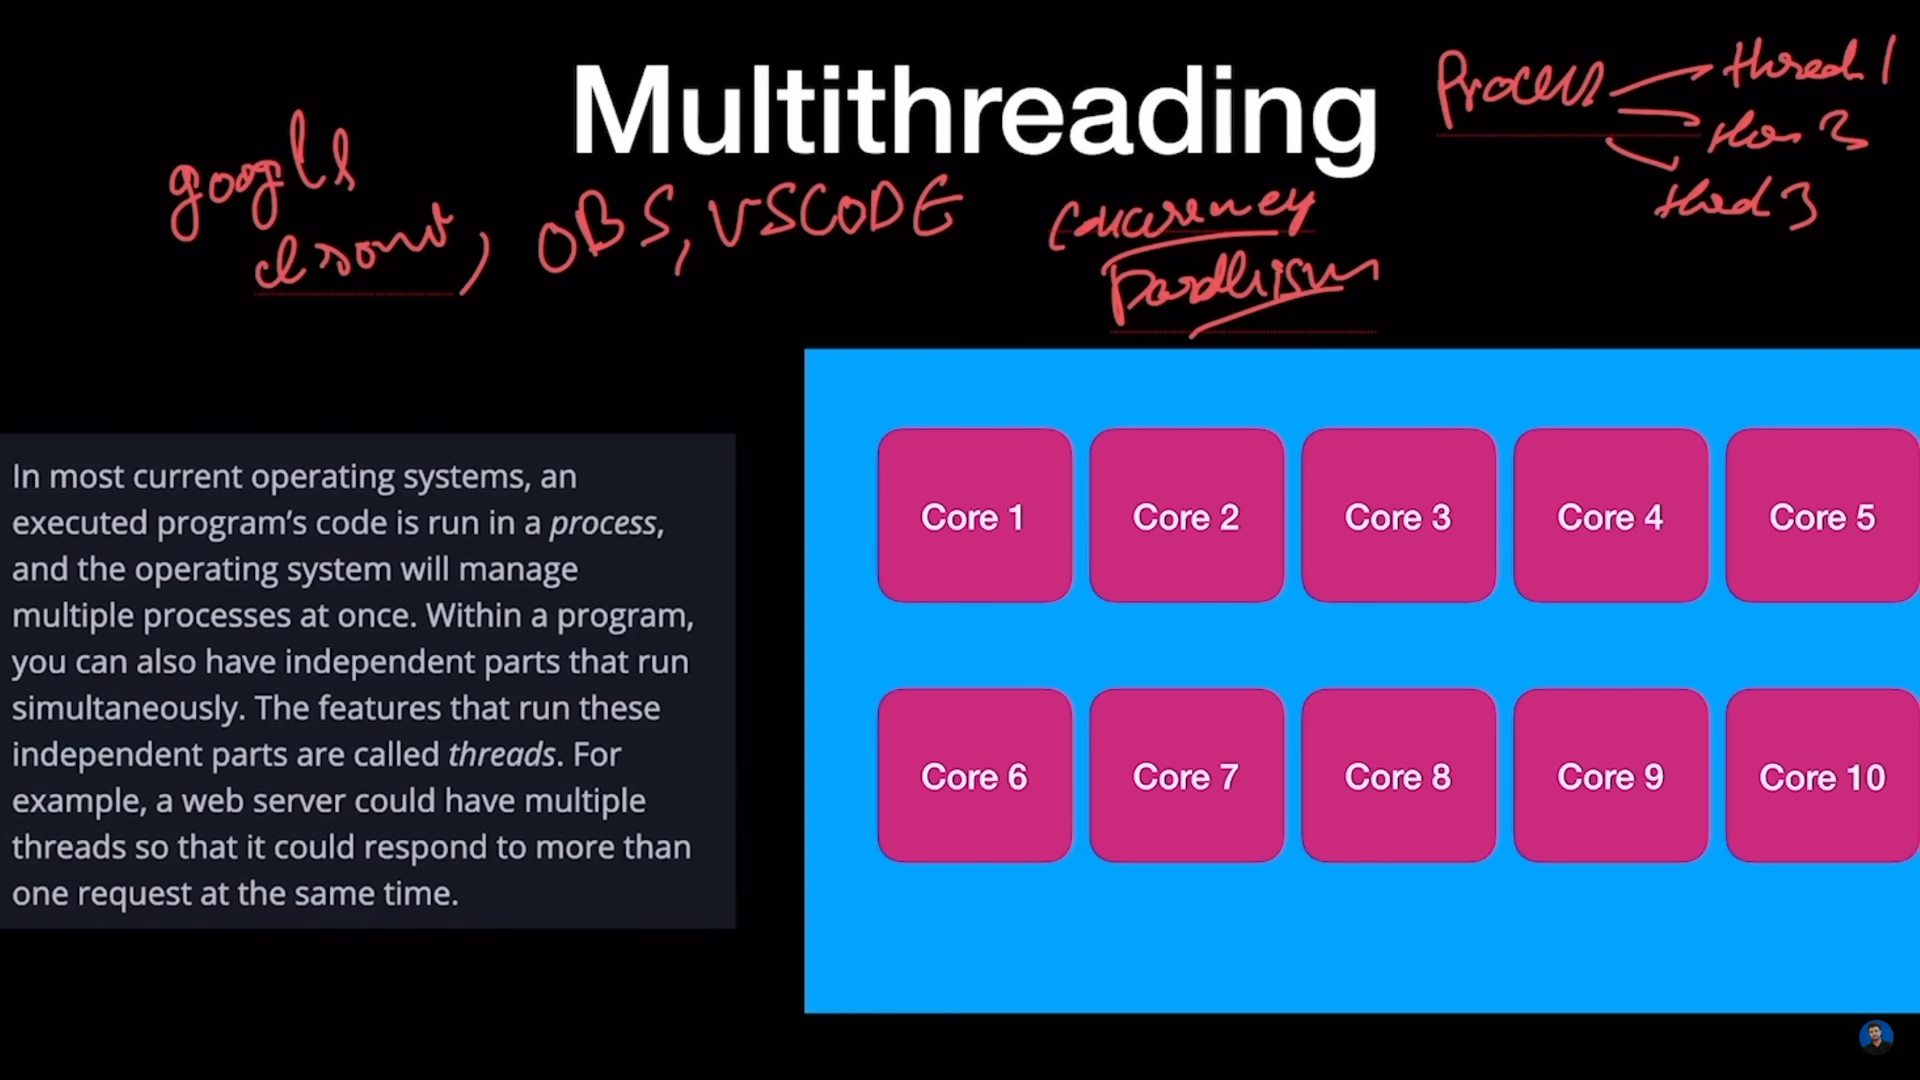 Multithreading
Process
thread 1
thread 3
google
chrome, OBS, VSCODE
Concurrency
Parallelism
In most current operating systems, an
executed program’s code is run in a process,
and the operating system will manage
multiple processes at once. Within a program,
you can also have independent parts that run
simultaneously. The features that run these
independent parts are called threads. For
example, a web server could have multiple
threads so that it could respond to more than
one request at the same time.
Core 1 Core 2 Core 3 Core 4 Core 5
Core 6 Core 7 Core 8 Core 9 Core 10